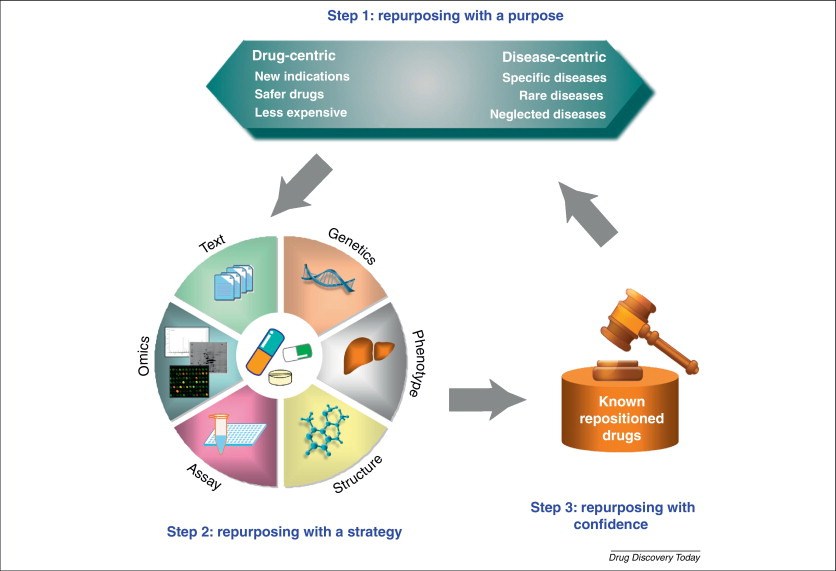 Step 1: repurposing with a purpose
Drug-centric
New indications
Safer drugs
Less expensive
Disease-centric
Specific diseases
Rare diseases
Neglected diseases
Text
Genetics
Omics
Phenotype
Assay
Structure
Known
repositioned
drugs
Step 2: repurposing with a strategy
Step 3: repurposing with
confidence
Drug Discovery Today